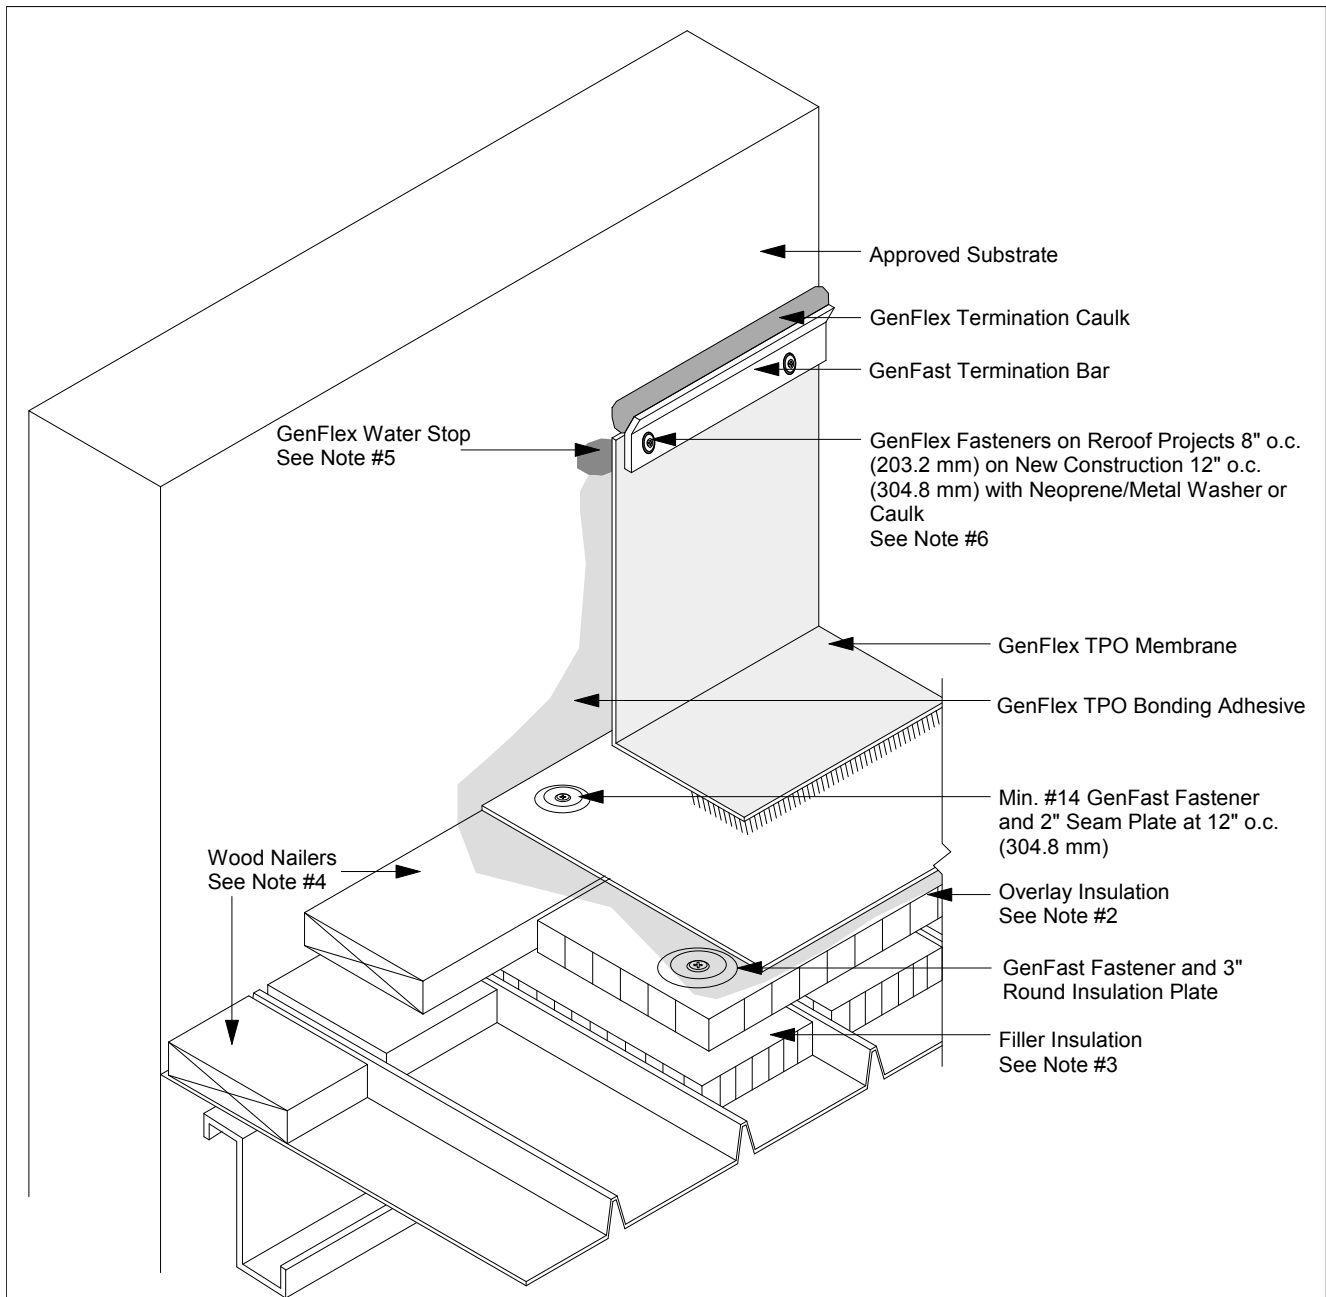 Approved Substrate
GenFlex Termination Caulk
GenFast Termination Bar
GenFlex Water Stop
See Note #5
GenFlex Fasteners on Reroof Projects 8" o.c.
(203.2 mm) on New Construction 12" o.c.
(304.8 mm) with Neoprene/Metal Washer or
Caulk
See Note #6
GenFlex TPO Membrane
GenFlex TPO Bonding Adhesive
Min. #14 GenFast Fastener
and 2" Seam Plate at 12" o.c.
(304.8 mm)
Wood Nailers
See Note #4
Overlay Insulation
See Note #2
GenFast Fastener and 3"
Round Insulation Plate
Filler Insulation
See Note #3